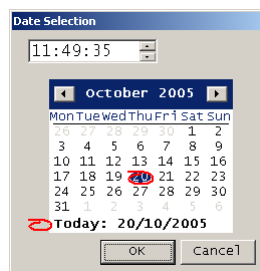 Date Selection
11:49:35
October 2005
Mon Tue Wed Thu Fri Sat Sun
26 27 28 29 30 1 2
3 4 5 6 7 8 9
10 11 12 13 14 15 16
17 18 19 20 21 22 23
24 25 26 27 28 29 30
31 1 2 3 4 5 6
Today: 20/10/2005
OK Cancel